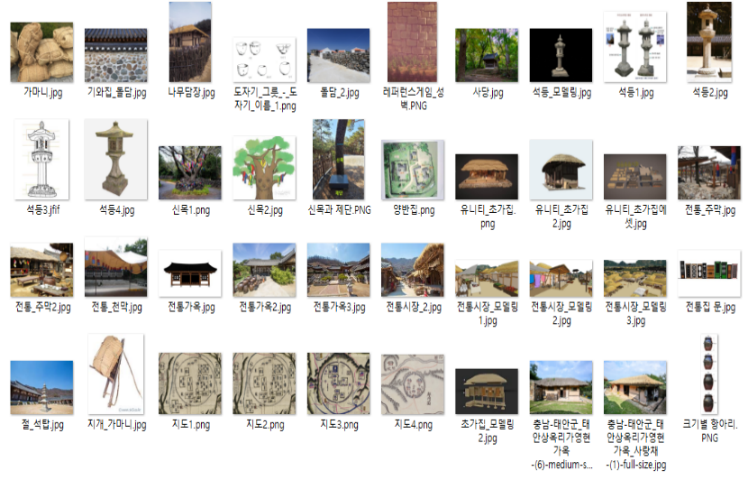 가마니.jpg
기와집_돌담.jpg
나무담장.jpg
도자기_그릇_-_도
자기_이름_1.png
돌담_2.jpg
레퍼런스게임_성
벽.PNG
사당.jpg
석등_모델링.jpg
석등1.jpg
석등2.jpg
석등3.jfif
석등4.jpg
신목1.png
신목2.jpg
신목과 제단.PNG
양반집.png
유니티_초가집.
png
유니티_초가집
2.jpg
유니티_초가집에
셋.jpg
전통_주막.jpg
전통_주막2.jpg
전통_천막.jpg
전통가옥.jpg
전통가옥2.jpg
전통가옥3.jpg
전통시장_2.jpg
전통시장_모델링
1.jpg
전통시장_모델링
2.jpg
전통시장_모델링
3.jpg
전통집 문.jpg
절_석탑.jpg
지개_가마니.jpg
지도1.png
지도2.png
지도3.png
지도4.png
초가집_모델링
2.jpg
충남-태안군_태
안상옥리가영현
가옥
-(6)-medium-s...
충남-태안군_태
안상옥리가영현
가옥_사랑채
-(1)-full-size.jpg
크기별 항아리.
PNG